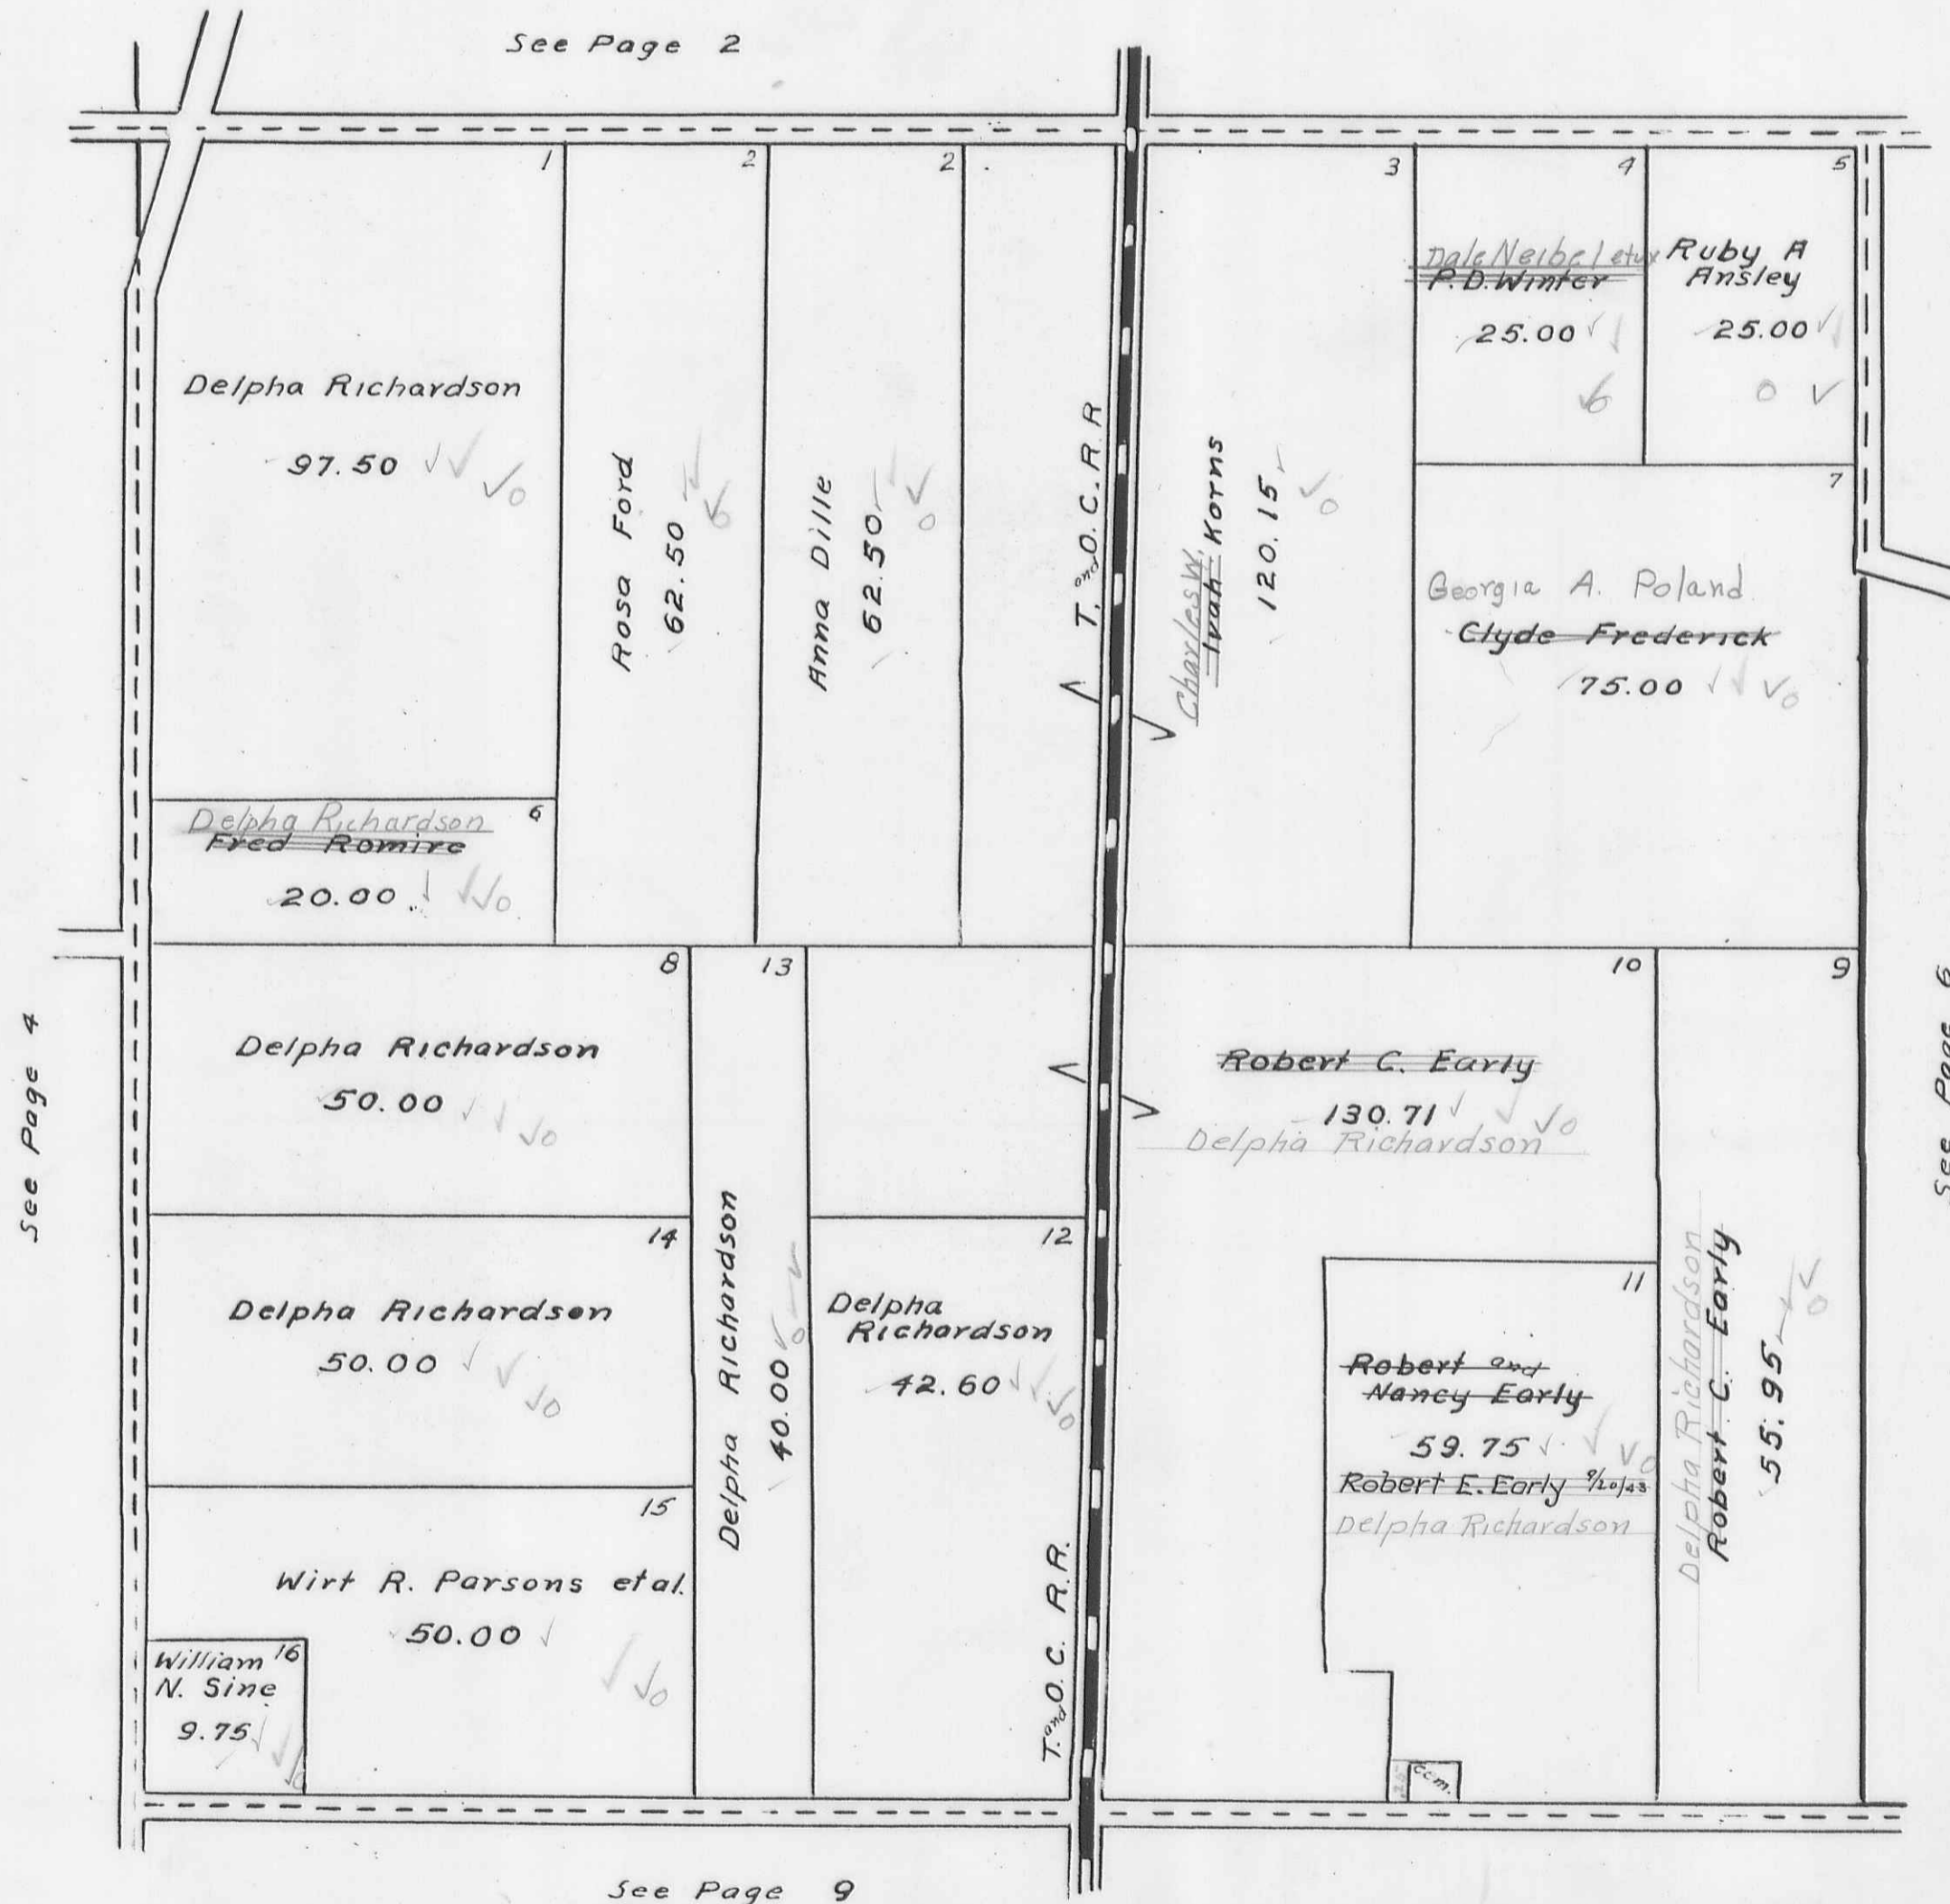 See Page 2
1
2
2
3
4
5
Dale Neibel etux
P. D. Winter
25.00
Ruby A
Ansley
25.00
Delpha Richardson
97.50
Rosa Ford
62.50
Anna Dille
62.50
T. and O. C. R. R
Charles W.
Ivah Korns
120.15
7
Georgia A. Poland
Clyde Frederick
75.00
6
Delpha Richardson
Fred Romire
20.00
8
Delpha Richardson
50.00
13
Delpha Richardson
40.00
10
Robert C. Early
130.71
Delpha Richardson
9
Delpha Richardson
Robert C. Early
55.95
See Page 4
See Page 6
14
Delpha Richardson
50.00
12
Delpha
Richardson
42.60
11
Robert and
Nancy Early
59.75
Robert E. Early 9/20/43
Delpha Richardson
15
Wirt R. Parsons et al.
50.00
16
William
N. Sine
9.75
T. and O. C. R.R.
.25
Cem.
See Page 9